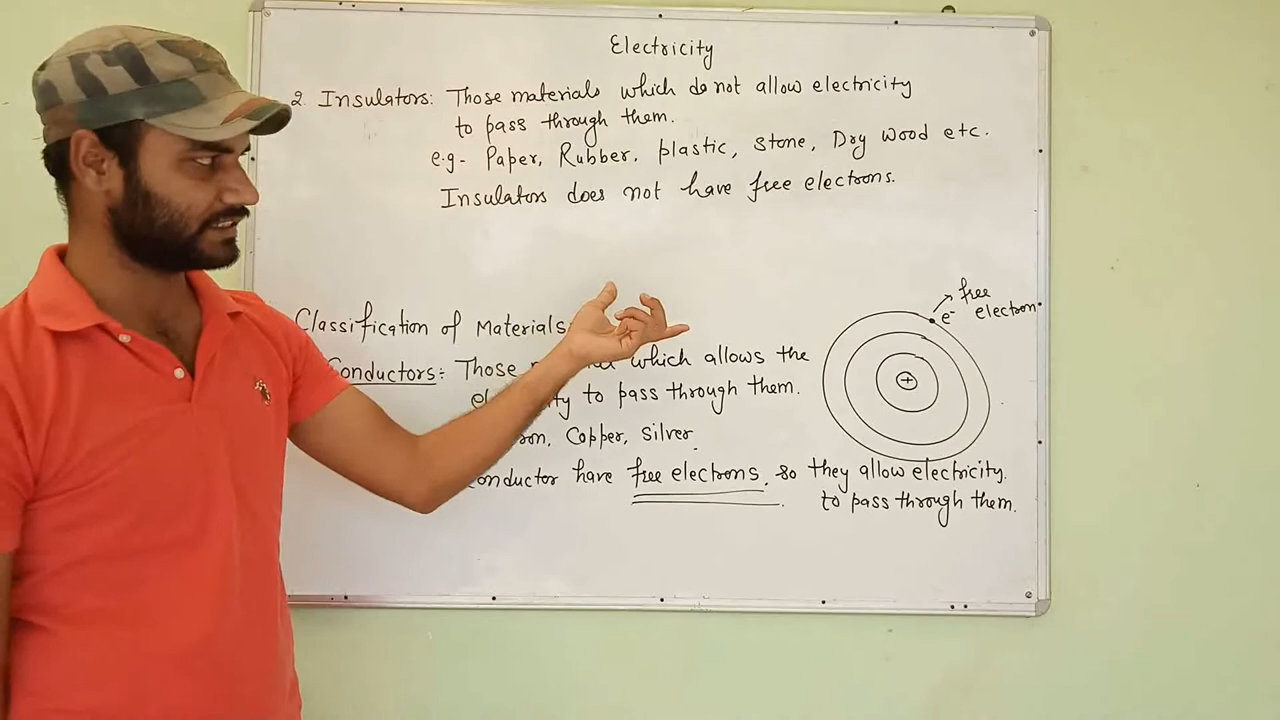 Electricity
2. Insulators: Those materials which do not allow electricity
to pass through them.
e.g- Paper, Rubber, plastic, stone, Dry wood etc.
Insulators does not have free electrons.
Classification of Materials
Conductors: Those which allows the
to pass through them.
Copper, Silver
conductor have free electrons, so they allow electricity.
to pass through them.
free
e- electron
+